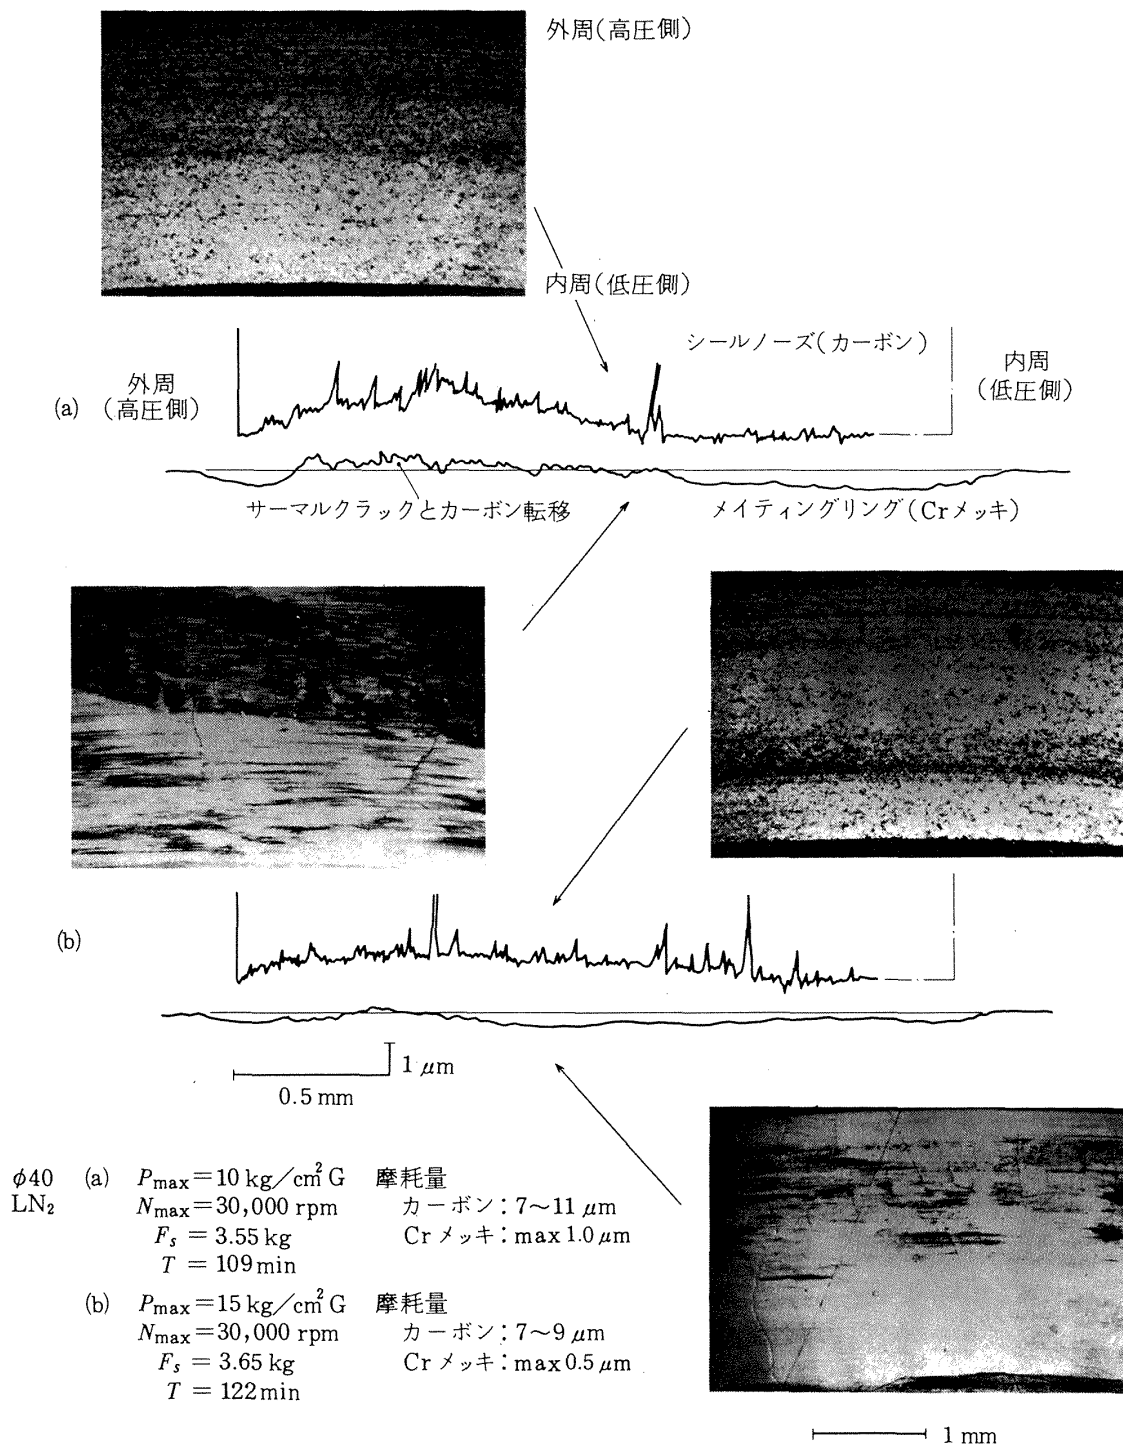 外周(高圧側)
内周(低圧側)
シールノーズ(カーボン)
(a)
外周
(高圧側)
内周
(低圧側)
サーマルクラックとカーボン転移
メイティングリング(Crメッキ)
(b)
1 μm
0.5 mm
φ40
LN₂
(a) Pmax=10 kg/cm² G 摩耗量
Nmax=30,000 rpm カーボン:7〜11 μm
Fs = 3.55 kg Cr メッキ:max 1.0 μm
T = 109 min
(b) Pmax=15 kg/cm² G 摩耗量
Nmax=30,000 rpm カーボン:7〜9 μm
Fs = 3.65 kg Cr メッキ:max 0.5 μm
T = 122 min
1 mm